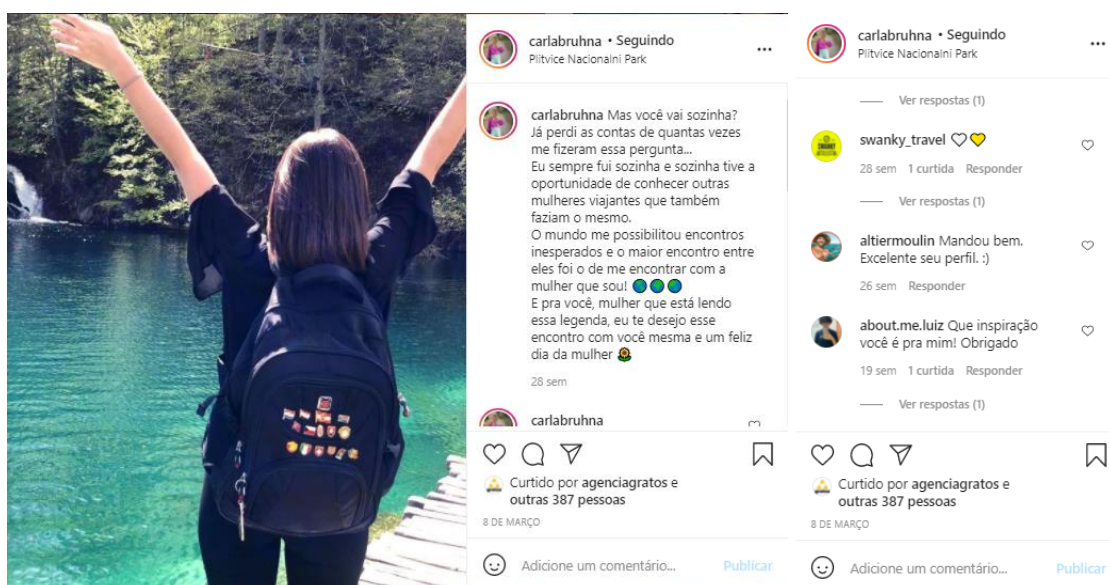 carlabruhna • Seguindo
Plitvice Nacionalni Park
carlabruhna Mas você vai sozinha?
Já perdi as contas de quantas vezes
me fizeram essa pergunta...
Eu sempre fui sozinha e sozinha tive a
oportunidade de conhecer outras
mulheres viajantes que também
faziam o mesmo.
O mundo me possibilitou encontros
inesperados e o maior encontro entre
eles foi o de me encontrar com a
mulher que sou! 🌎🌎🌎
E pra você, mulher que está lendo
essa legenda, eu te desejo esse
encontro com você mesma e um feliz
dia da mulher 🌻
28 sem
carlabruhna
Curtido por agenciagratos e
outras 387 pessoas
8 DE MARÇO
Adicione um comentário...
Publicar
carlabruhna • Seguindo
Plitvice Nacionalni Park
Ver respostas (1)
swanky_travel 🤍💛
28 sem 1 curtida Responder
Ver respostas (1)
altiermoulin Mandou bem.
Excelente seu perfil. :)
26 sem Responder
about.me.luiz Que inspiração
você é pra mim! Obrigado
19 sem 1 curtida Responder
Ver respostas (1)
Curtido por agenciagratos e
outras 387 pessoas
8 DE MARÇO
Adicione um comentário...
Publicar